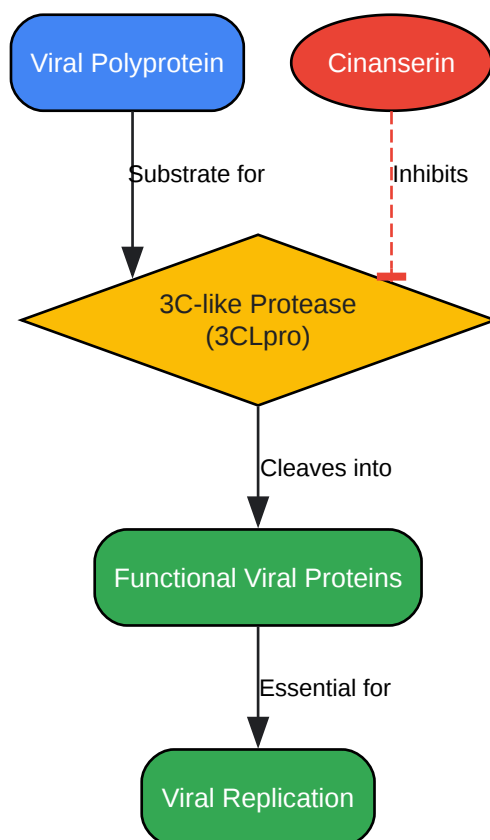 Viral Polyprotein
Cinanserin
Substrate for
Inhibits
3C-like Protease
(3CLpro)
Cleaves into
Functional Viral Proteins
Essential for
Viral Replication